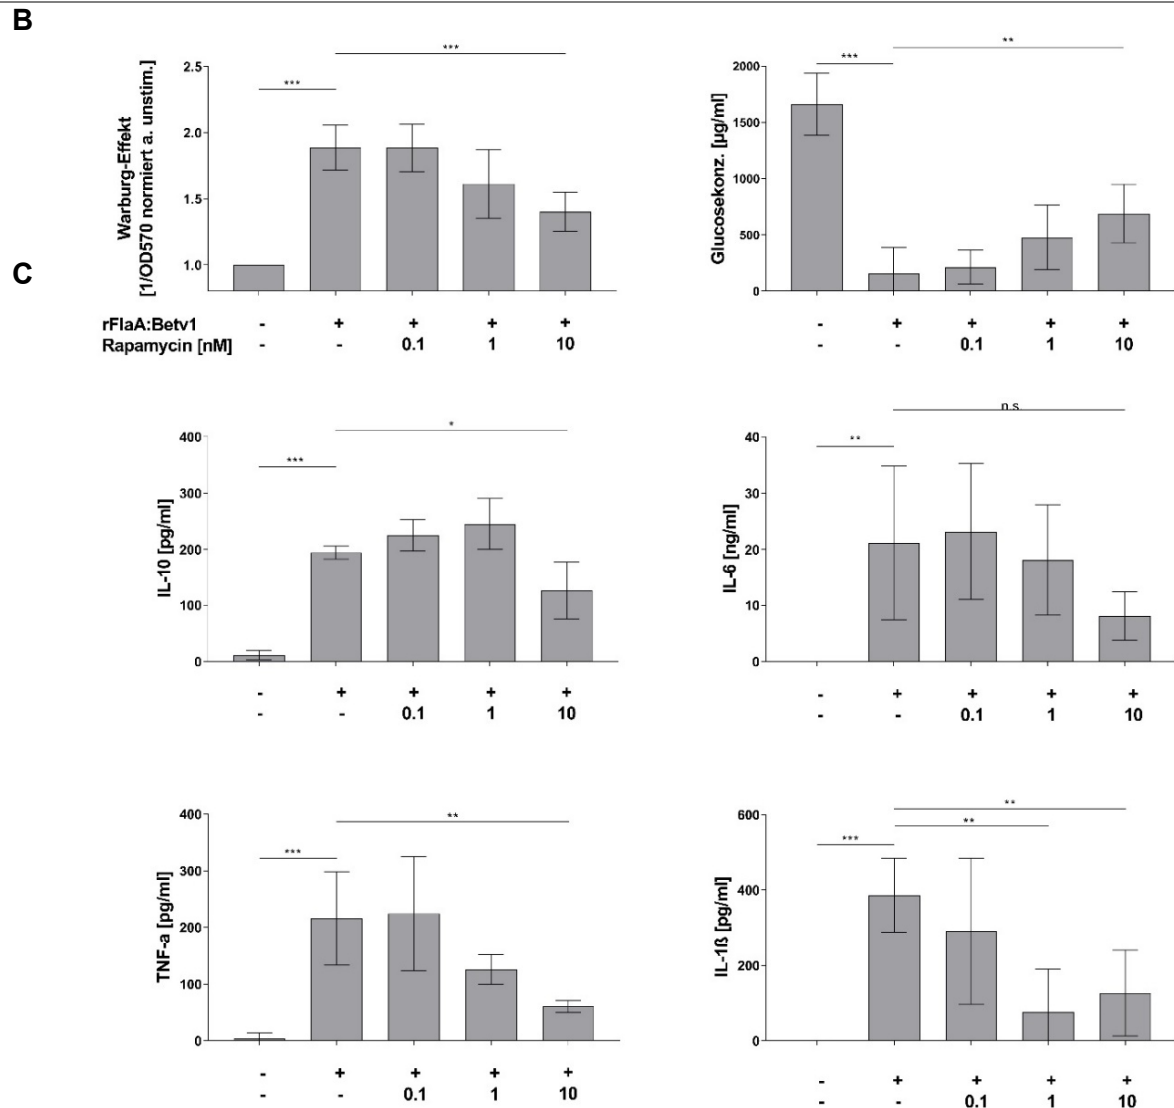 B
*** ***
Warburg-Effekt
[1/OD570 normiert a. unstim.]
2.5
2.0
1.5
1.0
rFlaA:Betv1 - + + + +
Rapamycin [nM] - - 0.1 1 10
*** **
Glucosekonz. [µg/ml]
2000
1500
1000
500
0
- + + + +
- - 0.1 1 10
C
*** *
IL-10 [pg/ml]
400
300
200
100
0
- + + + +
- - 0.1 1 10
** n s
IL-6 [ng/ml]
40
30
20
10
0
- + + + +
- - 0.1 1 10
*** **
TNF-a [pg/ml]
400
300
200
100
0
- + + + +
- - 0.1 1 10
**
*** **
IL-1ß [pg/ml]
600
400
200
0
- + + + +
- - 0.1 1 10